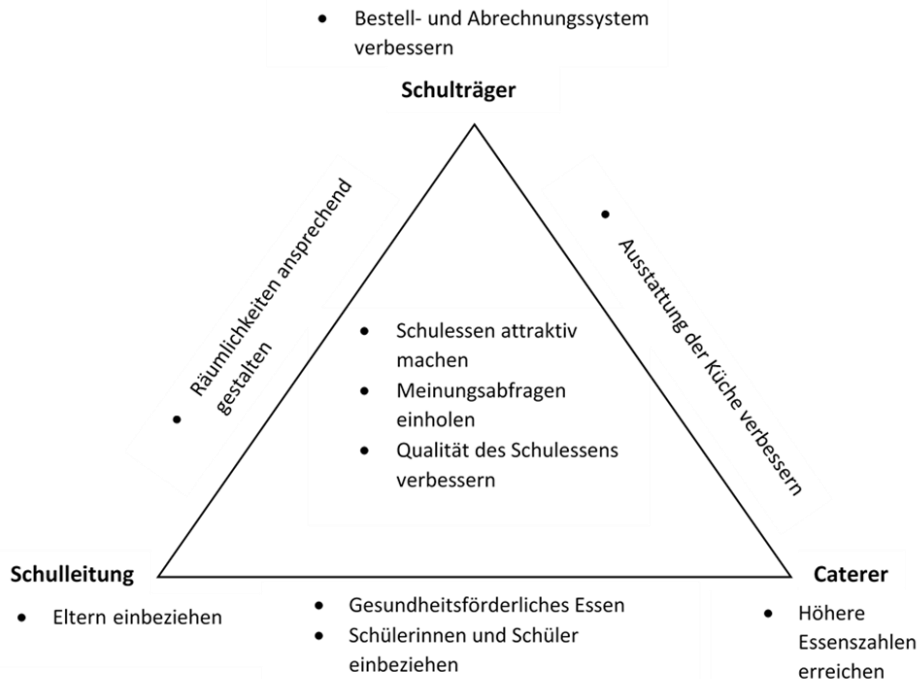 • Bestell- und Abrechnungssystem
verbessern
Schulträger
• Räumlichkeiten ansprechend
gestalten
• Ausstattung der Küche verbessern
• Schulessen attraktiv
machen
• Meinungsabfragen
einholen
• Qualität des Schulessens
verbessern
Schulleitung
• Eltern einbeziehen
• Gesundheitsförderliches Essen
• Schülerinnen und Schüler
einbeziehen
Caterer
• Höhere
Essenszahlen
erreichen